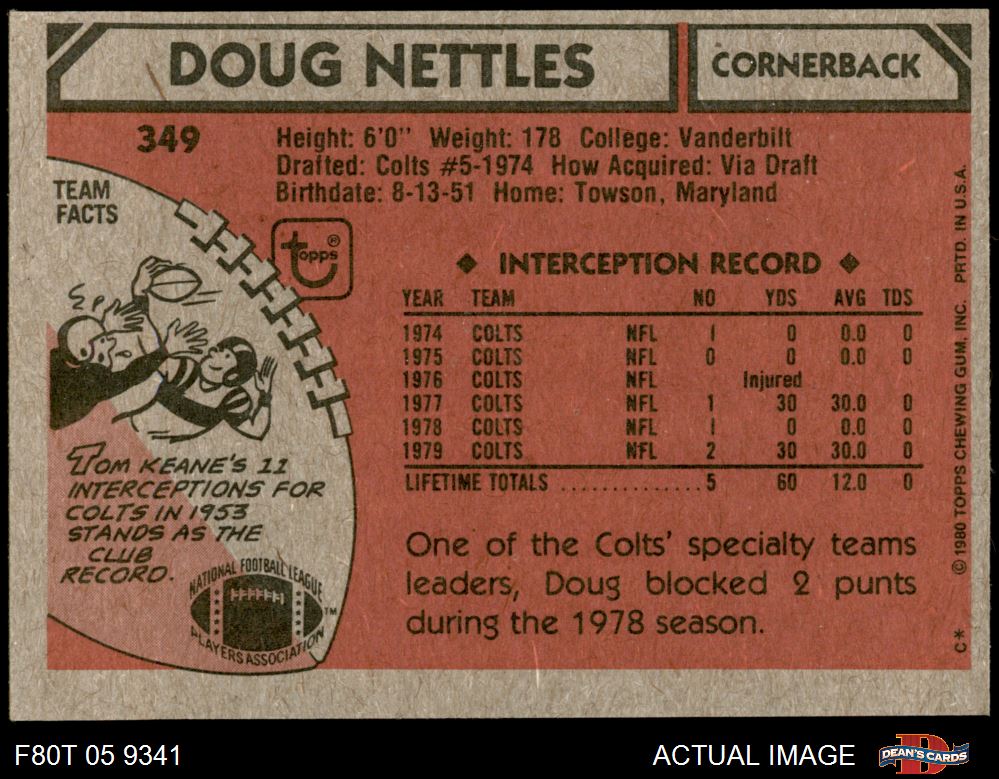 DOUG NETTLES
CORNERBACK
349
Height: 6'0" Weight: 178 College: Vanderbilt
Drafted: Colts #5-1974 How Acquired: Via Draft
Birthdate: 8-13-51 Home: Towson, Maryland
TEAM
FACTS
topps®
TOM KEANE'S 11
INTERCEPTIONS FOR
COLTS IN 1953
STANDS AS THE
CLUB
RECORD.
NATIONAL FOOTBALL LEAGUE
PLAYERS ASSOCIATION
TM
◆ INTERCEPTION RECORD ◆
YEAR TEAM NO YDS AVG TDS
1974 COLTS NFL 1 0 0.0 0
1975 COLTS NFL 0 0 0.0 0
1976 COLTS NFL Injured
1977 COLTS NFL 1 30 30.0 0
1978 COLTS NFL 1 0 0.0 0
1979 COLTS NFL 2 30 30.0 0
LIFETIME TOTALS .................. 5 60 12.0 0
One of the Colts' specialty teams
leaders, Doug blocked 2 punts
during the 1978 season.
C* © 1980 TOPPS CHEWING GUM, INC. PRTD. IN U.S.A.
F80T 05 9341
ACTUAL IMAGE
DEAN'S CARDS